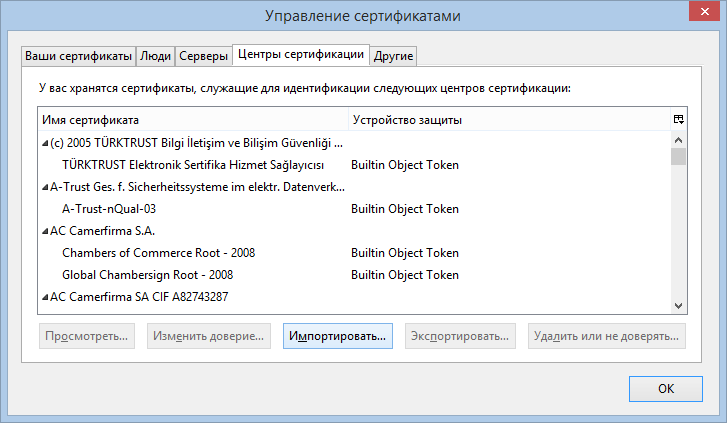 Управление сертификатами
Ваши сертификаты Люди Серверы Центры сертификации Другие
У вас хранятся сертификаты, служащие для идентификации следующих центров сертификации:
Имя сертификата Устройство защиты
(c) 2005 TÜRKTRUST Bilgi İletişim ve Bilişim Güvenliği ...
TÜRKTRUST Elektronik Sertifika Hizmet Sağlayıcısı Builtin Object Token
A-Trust Ges. f. Sicherheitssysteme im elektr. Datenverk...
A-Trust-nQual-03 Builtin Object Token
AC Camerfirma S.A.
Chambers of Commerce Root - 2008 Builtin Object Token
Global Chambersign Root - 2008 Builtin Object Token
AC Camerfirma SA CIF A82743287
Просмотреть... Изменить доверие... Импортировать... Экспортировать... Удалить или не доверять...
ОК